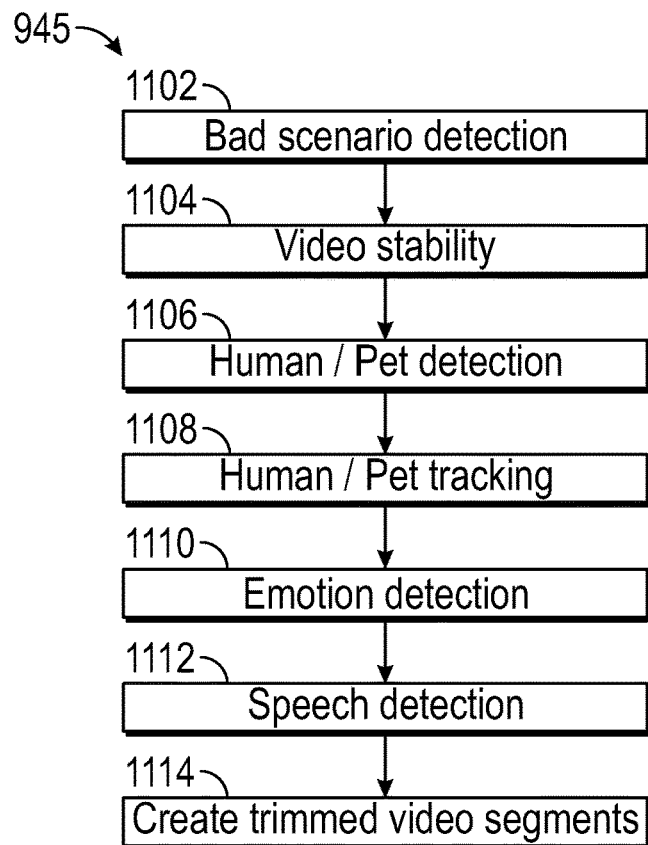 945
1102
Bad scenario detection
1104
Video stability
1106
Human / Pet detection
1108
Human / Pet tracking
1110
Emotion detection
1112
Speech detection
1114
Create trimmed video segments